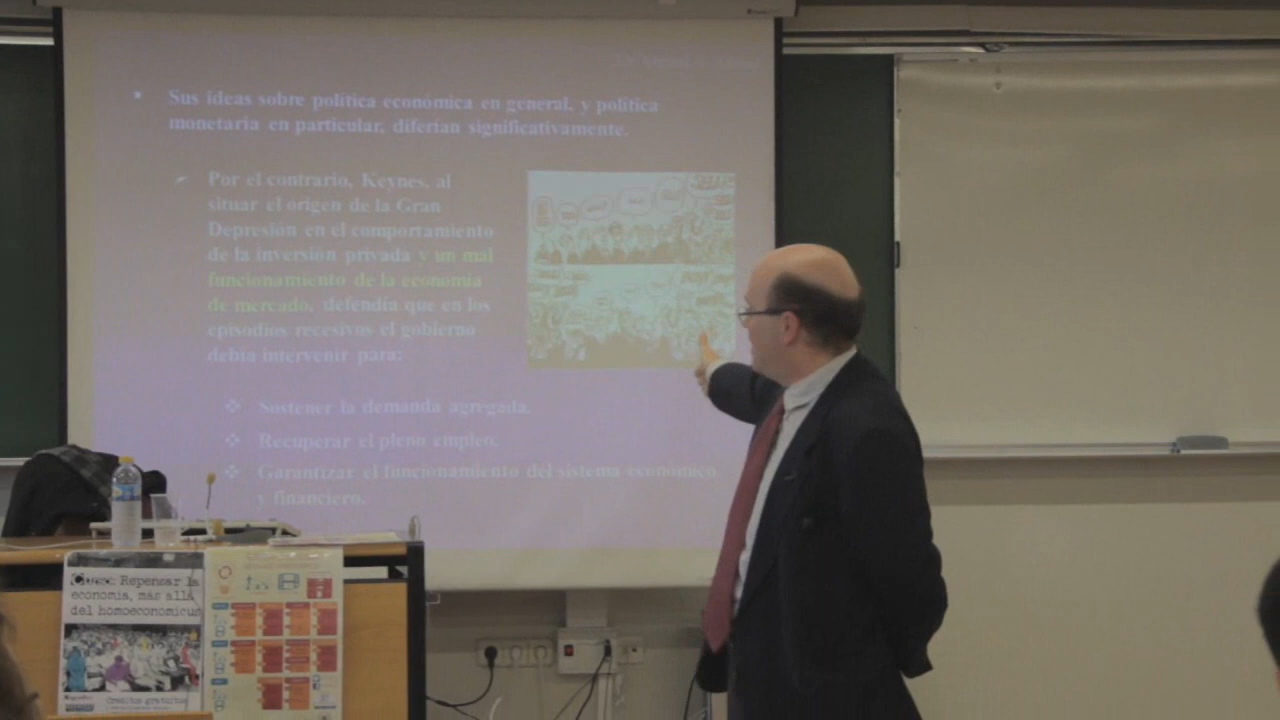 Sus ideas sobre política económica en general, y política
monetaria en particular, diferían significativamente.
Por el contrario, Keynes, al
situar el origen de la Gran
Depresión en el comportamiento
de la inversión privada y un mal
funcionamiento de la economía
de mercado, defendía que en los
episodios recesivos el gobierno
debía intervenir para:
Sostener la demanda agregada.
Recuperar el pleno empleo.
Garantizar el funcionamiento del sistema económico
y financiero.
Curso: Repensar la
economía, más allá
del homoeconomicus
Créditos gratuitos